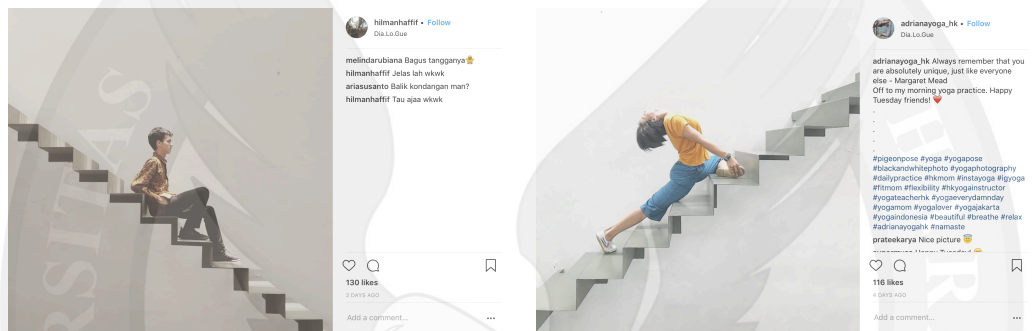 hilmanhaffif • Follow
Dia.Lo.Gue
melindarubiana Bagus tangganya
hilmanhaffif Jelas lah wkwk
ariasusanto Balik kondangan man?
hilmanhaffif Tau ajaa wkwk
130 likes
2 DAYS AGO
Add a comment...
adrianayoga_hk • Follow
Dia.Lo.Gue
adrianayoga_hk Always remember that you
are absolutely unique, just like everyone
else - Margaret Mead
Off to my morning yoga practice. Happy
Tuesday friends! ❤️
.
.
.
.
.
#pigeonpose #yoga #yogapose
#blackandwhitephoto #yogaphotography
#dailypractice #hkmom #instayoga #igyoga
#fitmom #flexibility #hkyogainstructor
#yogateacherhk #yogaeverydamnday
#yogamom #yogalover #yogajakarta
#yogaindonesia #beautiful #breathe #relax
#adrianayogahk #namaste
prateekarya Nice picture 😇
116 likes
4 DAYS AGO
Add a comment...
RSITAS
H
R